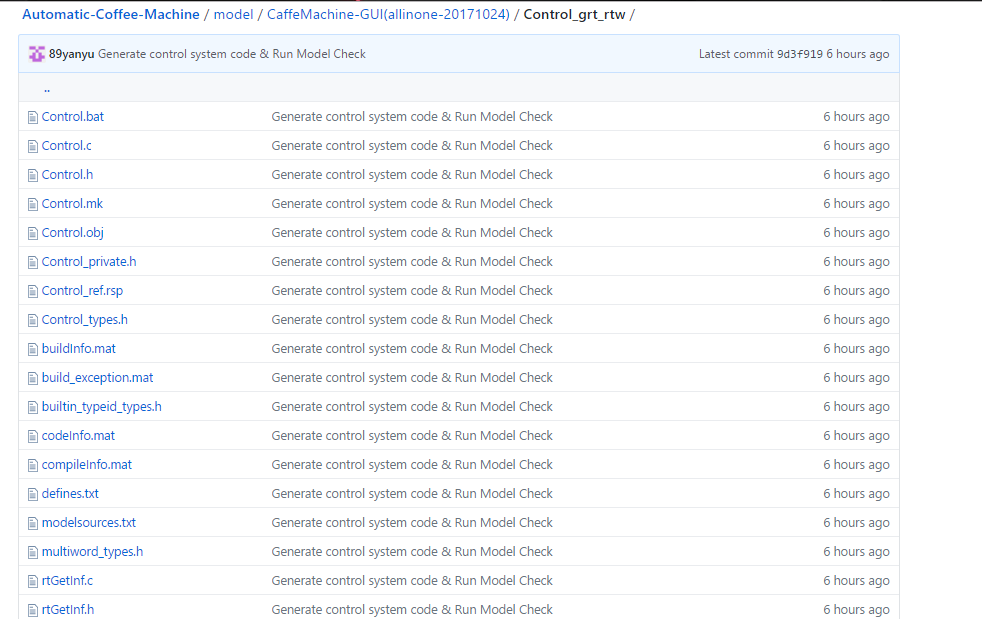 Automatic-Coffee-Machine / model / CaffeMachine-GUI(allinone-20171024) / Control_grt_rtw /
89yanyu Generate control system code & Run Model Check Latest commit 9d3f919 6 hours ago
..
Control.bat Generate control system code & Run Model Check 6 hours ago
Control.c Generate control system code & Run Model Check 6 hours ago
Control.h Generate control system code & Run Model Check 6 hours ago
Control.mk Generate control system code & Run Model Check 6 hours ago
Control.obj Generate control system code & Run Model Check 6 hours ago
Control_private.h Generate control system code & Run Model Check 6 hours ago
Control_ref.rsp Generate control system code & Run Model Check 6 hours ago
Control_types.h Generate control system code & Run Model Check 6 hours ago
buildInfo.mat Generate control system code & Run Model Check 6 hours ago
build_exception.mat Generate control system code & Run Model Check 6 hours ago
builtin_typeid_types.h Generate control system code & Run Model Check 6 hours ago
codeInfo.mat Generate control system code & Run Model Check 6 hours ago
compileInfo.mat Generate control system code & Run Model Check 6 hours ago
defines.txt Generate control system code & Run Model Check 6 hours ago
modelsources.txt Generate control system code & Run Model Check 6 hours ago
multiword_types.h Generate control system code & Run Model Check 6 hours ago
rtGetInf.c Generate control system code & Run Model Check 6 hours ago
rtGetInf.h Generate control system code & Run Model Check 6 hours ago